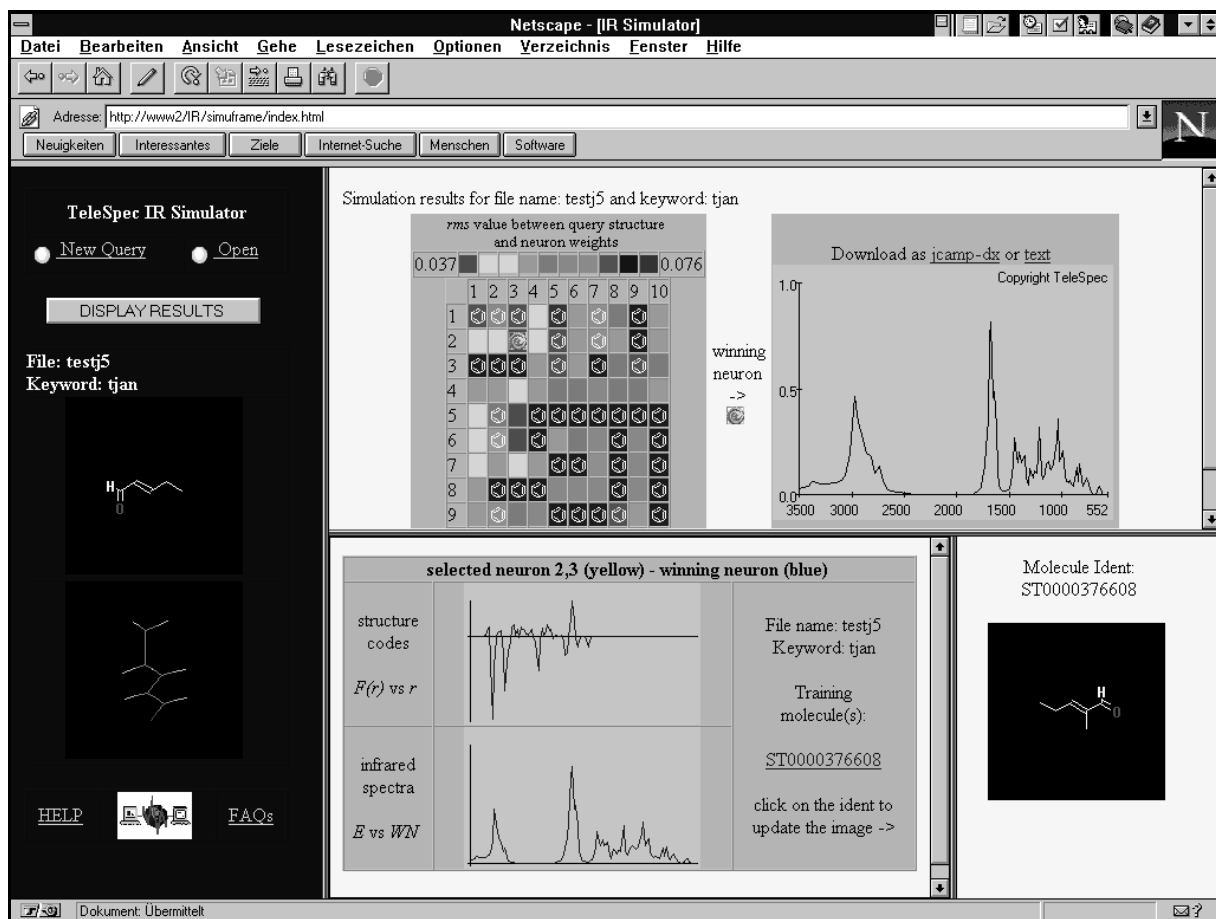 Netscape - [IR Simulator]
Datei Bearbeiten Ansicht Gehe Lesezeichen Optionen Verzeichnis Fenster Hilfe
Adresse: http://www2/IR/simuframe/index.html
N
Neuigkeiten Interessantes Ziele Internet-Suche Menschen Software
TeleSpec IR Simulator
New Query Open
DISPLAY RESULTS
File: testj5
Keyword: tjan
H
O
HELP FAQs
Simulation results for file name: testj5 and keyword: tjan
rms value between query structure
and neuron weights
0.037 0.076
1 2 3 4 5 6 7 8 9 10
1
2
3
4
5
6
7
8
9
winning
neuron
->
Download as jcamp-dx or text
Copyright TeleSpec
1.0
0.5
0.0
3500 3000 2500 2000 1500 1000 552
selected neuron 2,3 (yellow) - winning neuron (blue)
structure
codes
F(r) vs r
infrared
spectra
E vs WN
File name: testj5
Keyword: tjan
Training
molecule(s):
ST0000376608
click on the ident to
update the image ->
Molecule Ident:
ST0000376608
H
O
Dokument: Übermittelt
?